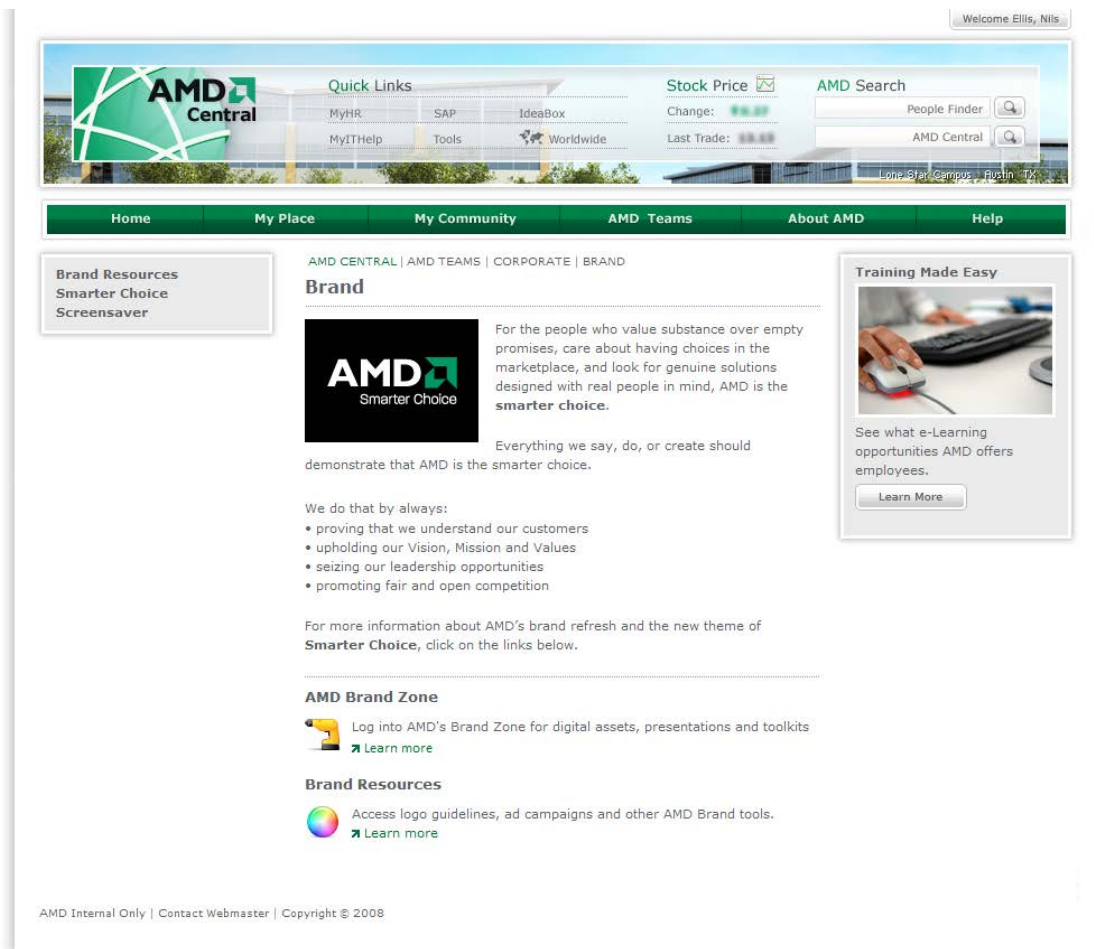 Welcome Ellis, Nils
AMD
Central
Quick Links
MyHR SAP IdeaBox
MyITHelp Tools Worldwide
Stock Price
Change:
Last Trade:
AMD Search
People Finder
AMD Central
Lone Star Campus Austin TX
Home My Place My Community AMD Teams About AMD Help
Brand Resources
Smarter Choice
Screensaver
AMD CENTRAL | AMD TEAMS | CORPORATE | BRAND
Brand
AMD
Smarter Choice
For the people who value substance over empty
promises, care about having choices in the
marketplace, and look for genuine solutions
designed with real people in mind, AMD is the
smarter choice.
Everything we say, do, or create should
demonstrate that AMD is the smarter choice.
We do that by always:
• proving that we understand our customers
• upholding our Vision, Mission and Values
• seizing our leadership opportunities
• promoting fair and open competition
For more information about AMD's brand refresh and the new theme of
Smarter Choice, click on the links below.
AMD Brand Zone
Log into AMD's Brand Zone for digital assets, presentations and toolkits
Learn more
Brand Resources
Access logo guidelines, ad campaigns and other AMD Brand tools.
Learn more
Training Made Easy
See what e-Learning
opportunities AMD offers
employees.
Learn More
AMD Internal Only | Contact Webmaster | Copyright © 2008